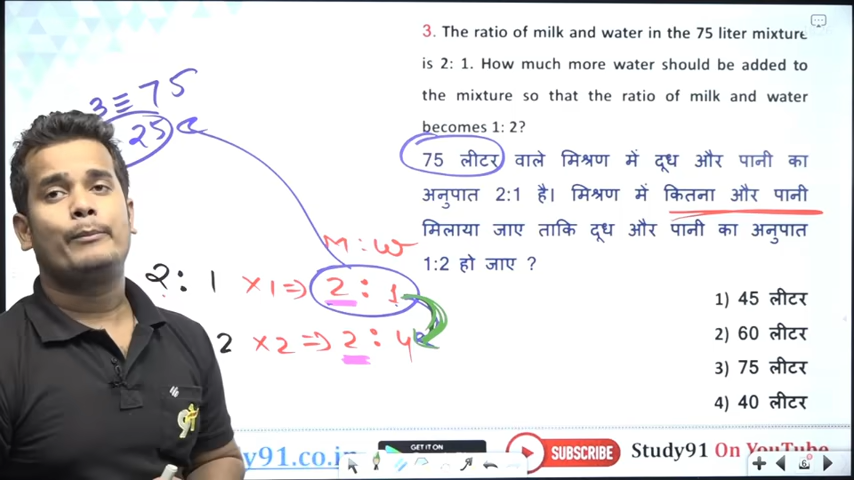 3. The ratio of milk and water in the 75 liter mixture
is 2: 1. How much more water should be added to
the mixture so that the ratio of milk and water
becomes 1: 2?
75 लीटर वाले मिश्रण में दूध और पानी का
अनुपात 2:1 है। मिश्रण में कितना और पानी
मिलाया जाए ताकि दूध और पानी का अनुपात
1:2 हो जाए ?
1) 45 लीटर
2) 60 लीटर
3) 75 लीटर
4) 40 लीटर
3 ≡ 75
25
M : W
2 : 1 ×1 ⇒ 2 : 1
2 ×2 ⇒ 2 : 4
91
y91.co.in
GET IT ON
SUBSCRIBE
Study91 On YouTube
6